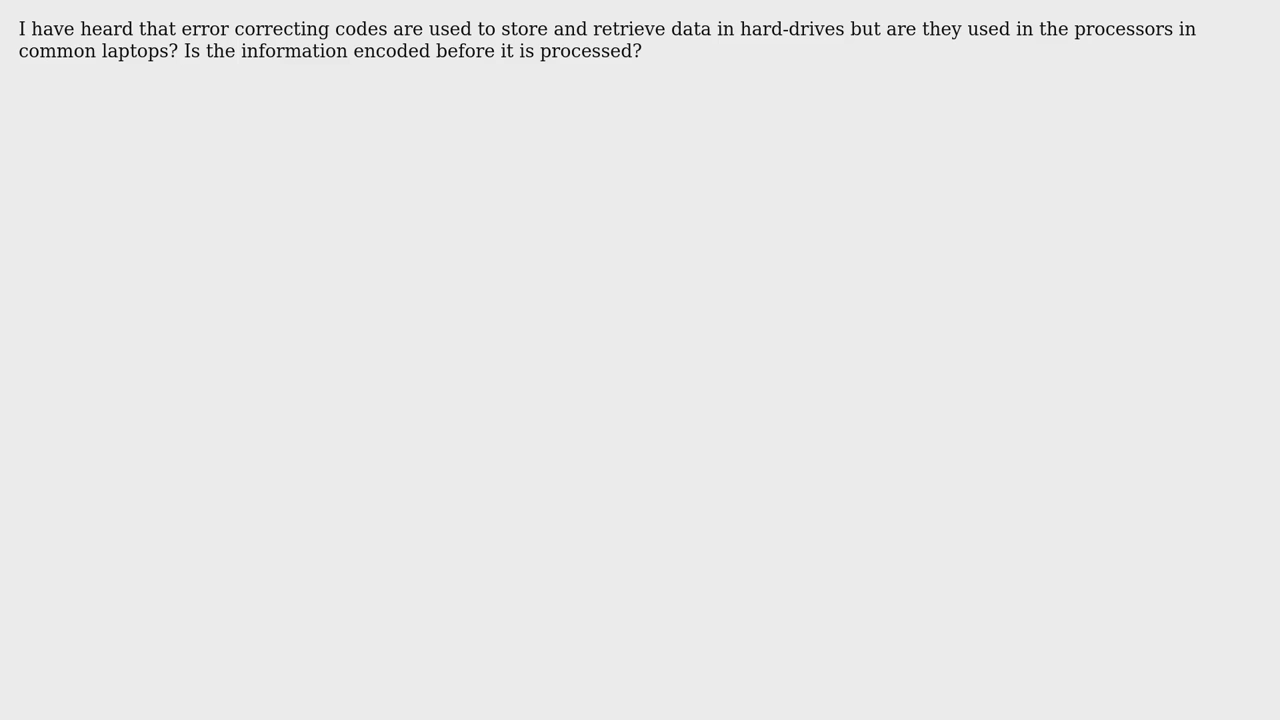 I have heard that error correcting codes are used to store and retrieve data in hard-drives but are they used in the processors in
common laptops? Is the information encoded before it is processed?